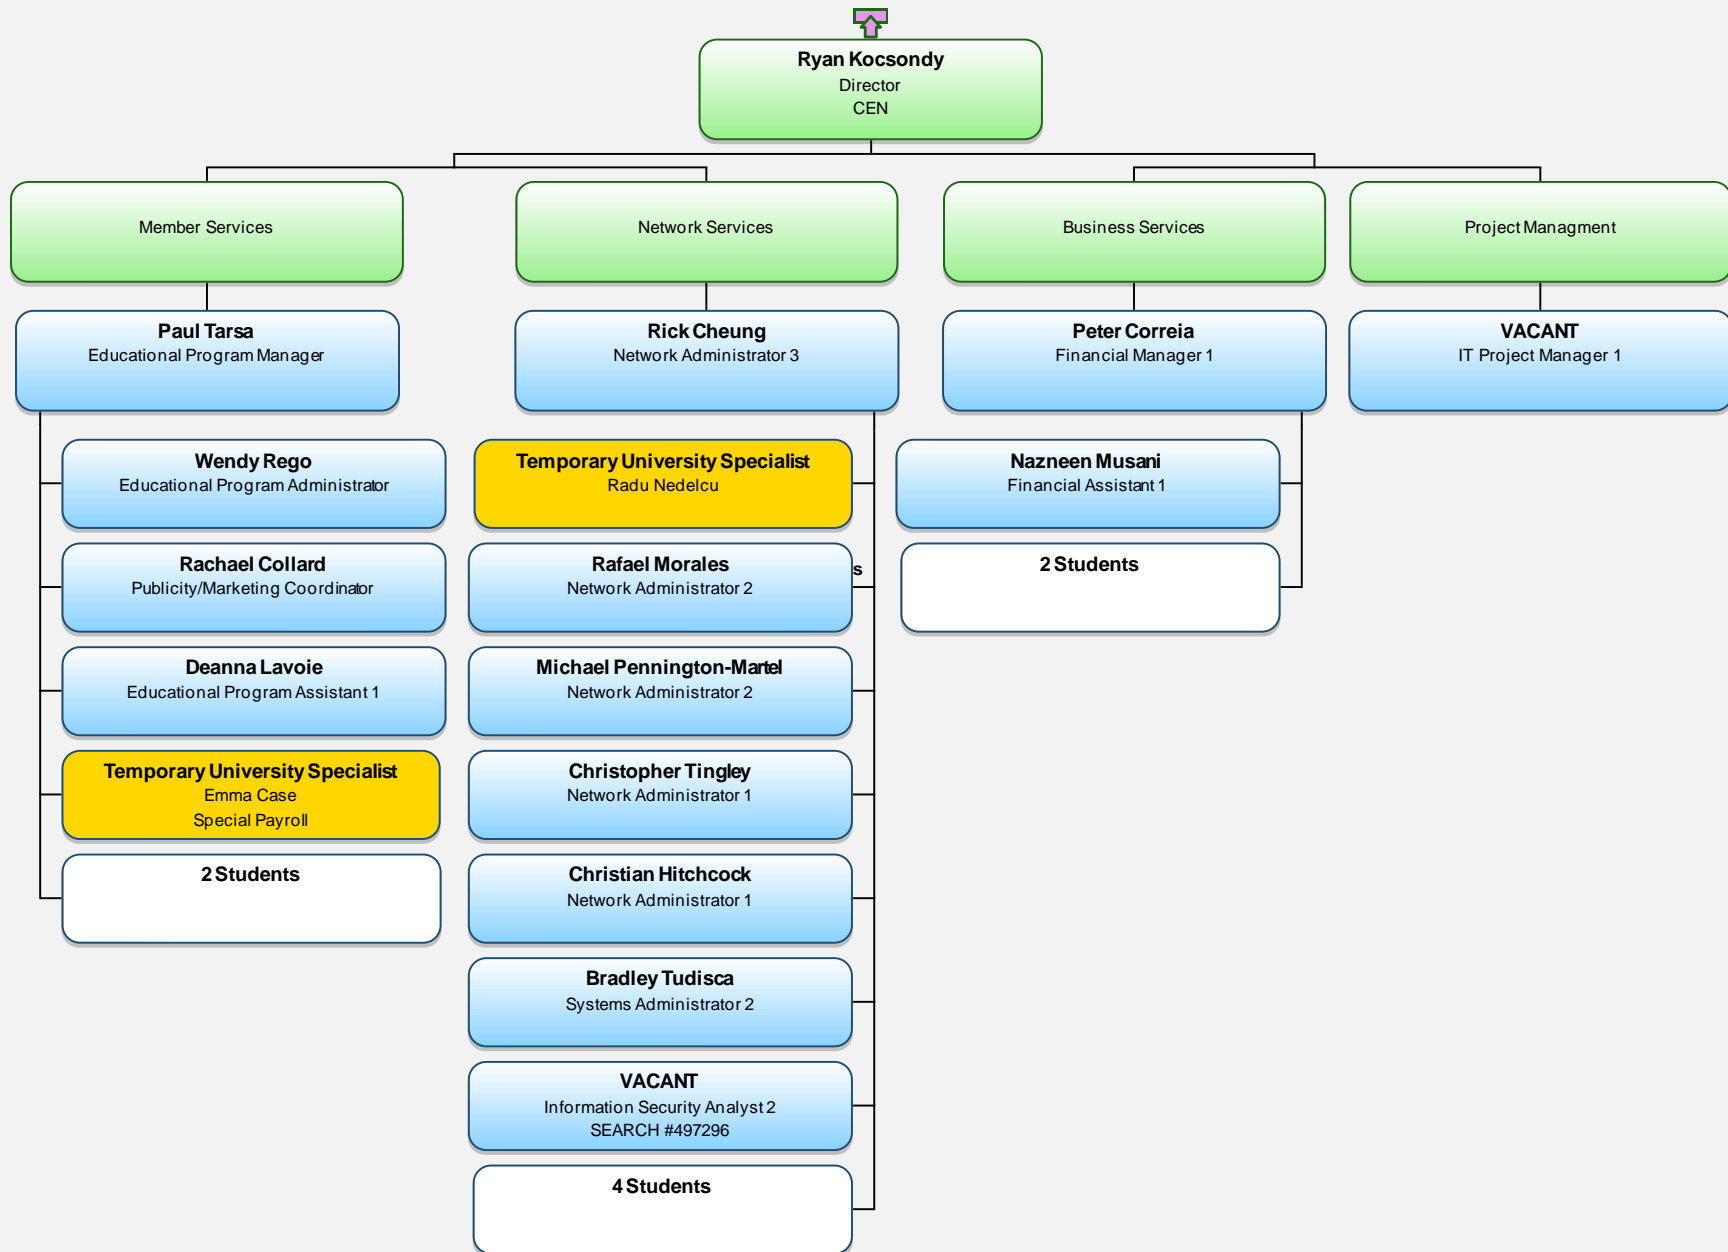 Ryan Kocsondy
Director
CEN
Member Services
Network Services
Business Services
Project Managment
Paul Tarsa
Educational Program Manager
Rick Cheung
Network Administrator 3
Peter Correia
Financial Manager 1
VACANT
IT Project Manager 1
Wendy Rego
Educational Program Administrator
Rachael Collard
Publicity/Marketing Coordinator
Deanna Lavoie
Educational Program Assistant 1
Temporary University Specialist
Emma Case
Special Payroll
2 Students
Temporary University Specialist
Radu Nedelcu
Rafael Morales
Network Administrator 2
s
Michael Pennington-Martel
Network Administrator 2
Christopher Tingley
Network Administrator 1
Christian Hitchcock
Network Administrator 1
Bradley Tudisca
Systems Administrator 2
VACANT
Information Security Analyst 2
SEARCH #497296
4 Students
Nazneen Musani
Financial Assistant 1
2 Students